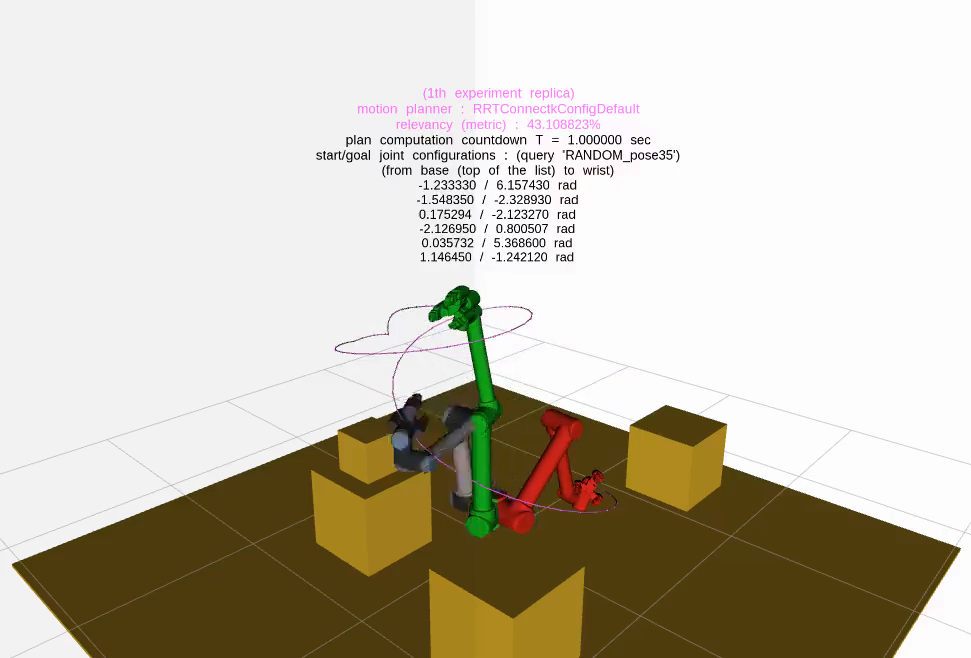 (1th experiment replica)
motion planner : RRTConnectkConfigDefault
relevancy (metric) : 43.108823%
plan computation countdown T = 1.000000 sec
start/goal joint configurations : (query 'RANDOM_pose35')
(from base (top of the list) to wrist)
-1.233330 / 6.157430 rad
-1.548350 / -2.328930 rad
0.175294 / -2.123270 rad
-2.126950 / 0.800507 rad
0.035732 / 5.368600 rad
1.146450 / -1.242120 rad